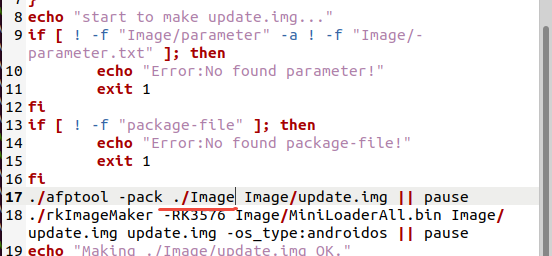 7 }
8 echo "start to make update.img..."
9 if [ ! -f "Image/parameter" -a ! -f "Image/-
parameter.txt" ]; then
10 echo "Error:No found parameter!"
11 exit 1
12 fi
13 if [ ! -f "package-file" ]; then
14 echo "Error:No found package-file!"
15 exit 1
16 fi
17 ./afptool -pack ./Image Image/update.img || pause
18 ./rkImageMaker -RK3576 Image/MiniLoaderAll.bin Image/
update.img update.img -os_type:androidos || pause
19 echo "Making ./Image/update.img OK."